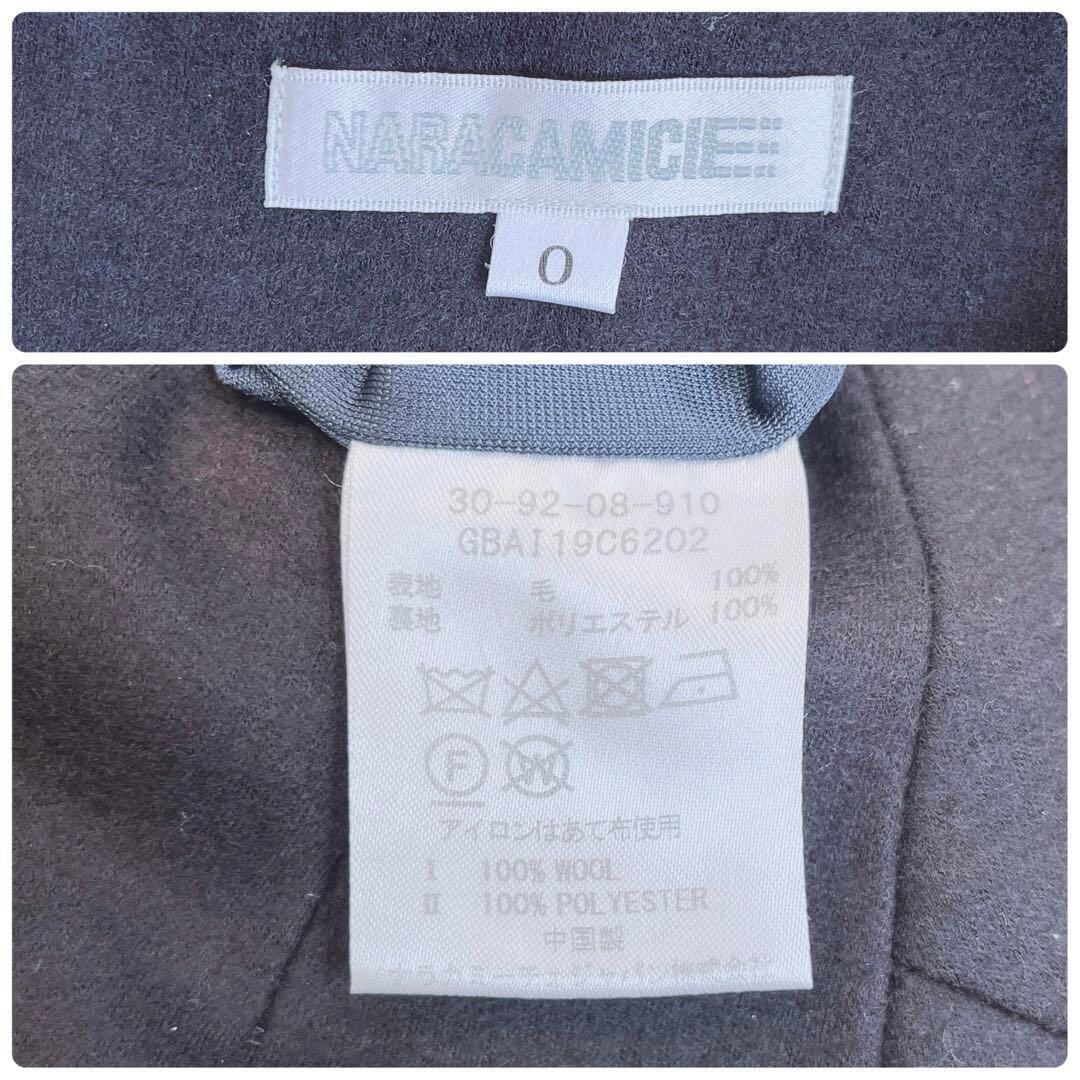 NARACAMICIE
0
30-92-08-910
GBAI19C6202
表地 毛 100%
裏地 ポリエステル 100%
F
W
アイロンはあて布使用
I 100% WOOL
II 100% POLYESTER
中国製